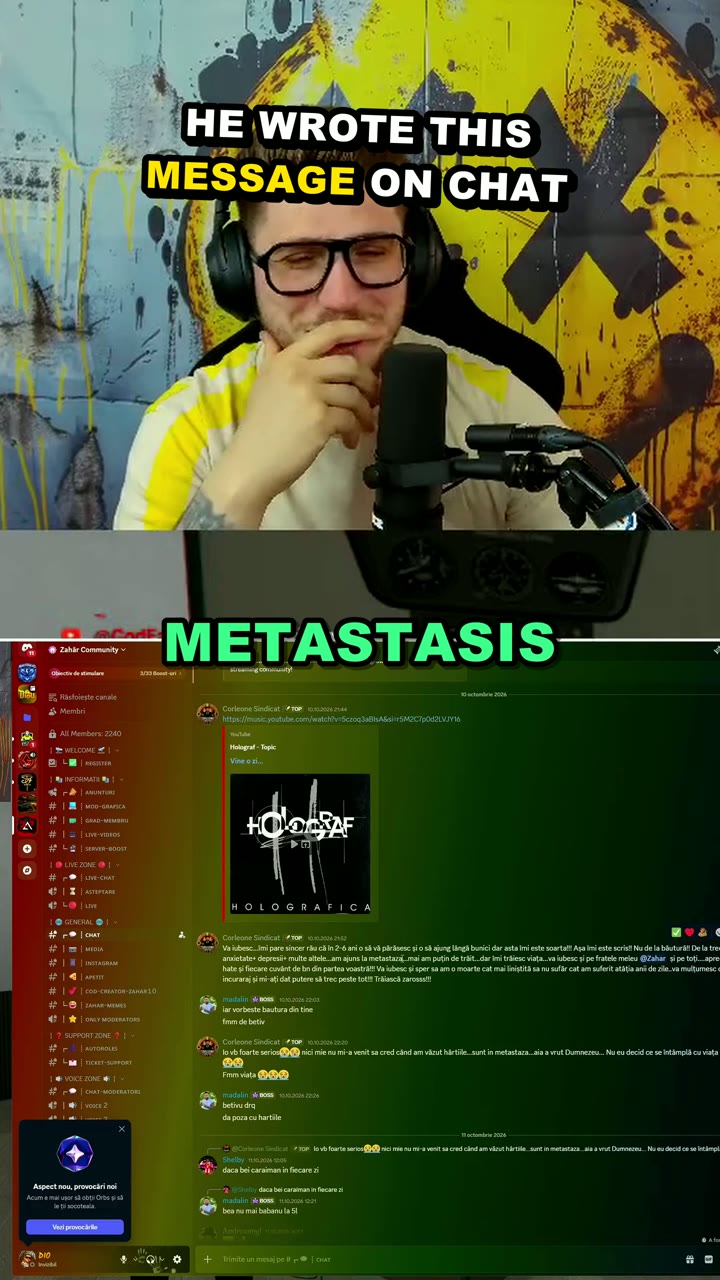 HE WROTE THIS
MESSAGE ON CHAT
METASTASIS
Zahăr Community
Obiectiv de stimulare 3/33 Boost-uri
Răsfoiește canale
Membri
All Members: 2240
WELCOME
REGISTER
INFORMATII
ANUNTURI
MOD-GRAFICA
GRAD-MEMBRU
LIVE-VIDEOS
SERVER-BOOST
LIVE ZONE
LIVE-CHAT
ASTEPTARE
LIVE
GENERAL
CHAT
MEDIA
INSTAGRAM
APETIT
COD-CREATOR-ZAHAR10
ZAHAR-MEMES
ONLY MODERATORS
SUPPORT ZONE
AUTOROLES
TICKET-SUPPORT
VOICE ZONE
CHAT-MODERATORI
VOICE 2
Aspect nou, provocări noi
Acum e mai ușor să obții Orbs și să
le ții socoteala.
Vezi provocările
DIO
Invizibil
streaming community!
10 octombrie 2026
Corleone Sindicat TOP 10.10.2026 21:44
https://music.youtube.com/watch?v=5czoq3aBIsA&si=r5M2C7p0d2LVJY16
YouTube
Holograf - Topic
Vine o zi...
HOLOGRAF
HOLOGRAFICA
Corleone Sindicat TOP 10.10.2026 21:52
Va iubesc...îmi pare sincer rău că în 2-6 ani o să vă părăsesc și o să ajung lângă bunici dar asta îmi este soarta!!! Așa îmi este scris!! Nu de la băutură!! De la
anxietate+ depresii+ multe altele...am ajuns la metastază,..mai am puțin de trăit...dar îmi trăiesc viața...va iubesc și pe fratele meleu @Zahar și pe toți....
hate și fiecare cuvânt de bn din partea voastră!!! Va iubesc și sper sa am o moarte cat mai liniștită sa nu sufăr cat am suferit atâția anii de zile..va mulțumesc
incuraraj și mi-ați dat putere să trec peste tot!!! Trăiască zarosss!!!
madalin BOSS 10.10.2026 22:03
iar vorbeste bautura din tine
fmm de betiv
Corleone Sindicat TOP 10.10.2026 22:20
Io vb foarte serios😭😭 nici mie nu mi-a venit sa cred când am văzut hârtiile...sunt in metastaza...aia a vrut Dumnezeu... Nu eu decid ce se întâmplă cu viața
😭😭
Fmm viața 😭😭😭
madalin BOSS 10.10.2026 22:26
betivu drq
da poza cu hartiile
11 octombrie 2026
@Corleone Sindicat TOP Io vb foarte serios😭😭 nici mie nu mi-a venit sa cred când am văzut hârtiile...sunt in metastaza...aia a vrut Dumnezeu... Nu eu decid ce se
Shelby 11.10.2026 12:05
daca bei caraiman in fiecare zi
@Shelby daca bei caraiman in fiecare zi
madalin BOSS 11.10.2026 12:21
bea nu mai babanu la 5l
Trimite un mesaj pe # CHAT